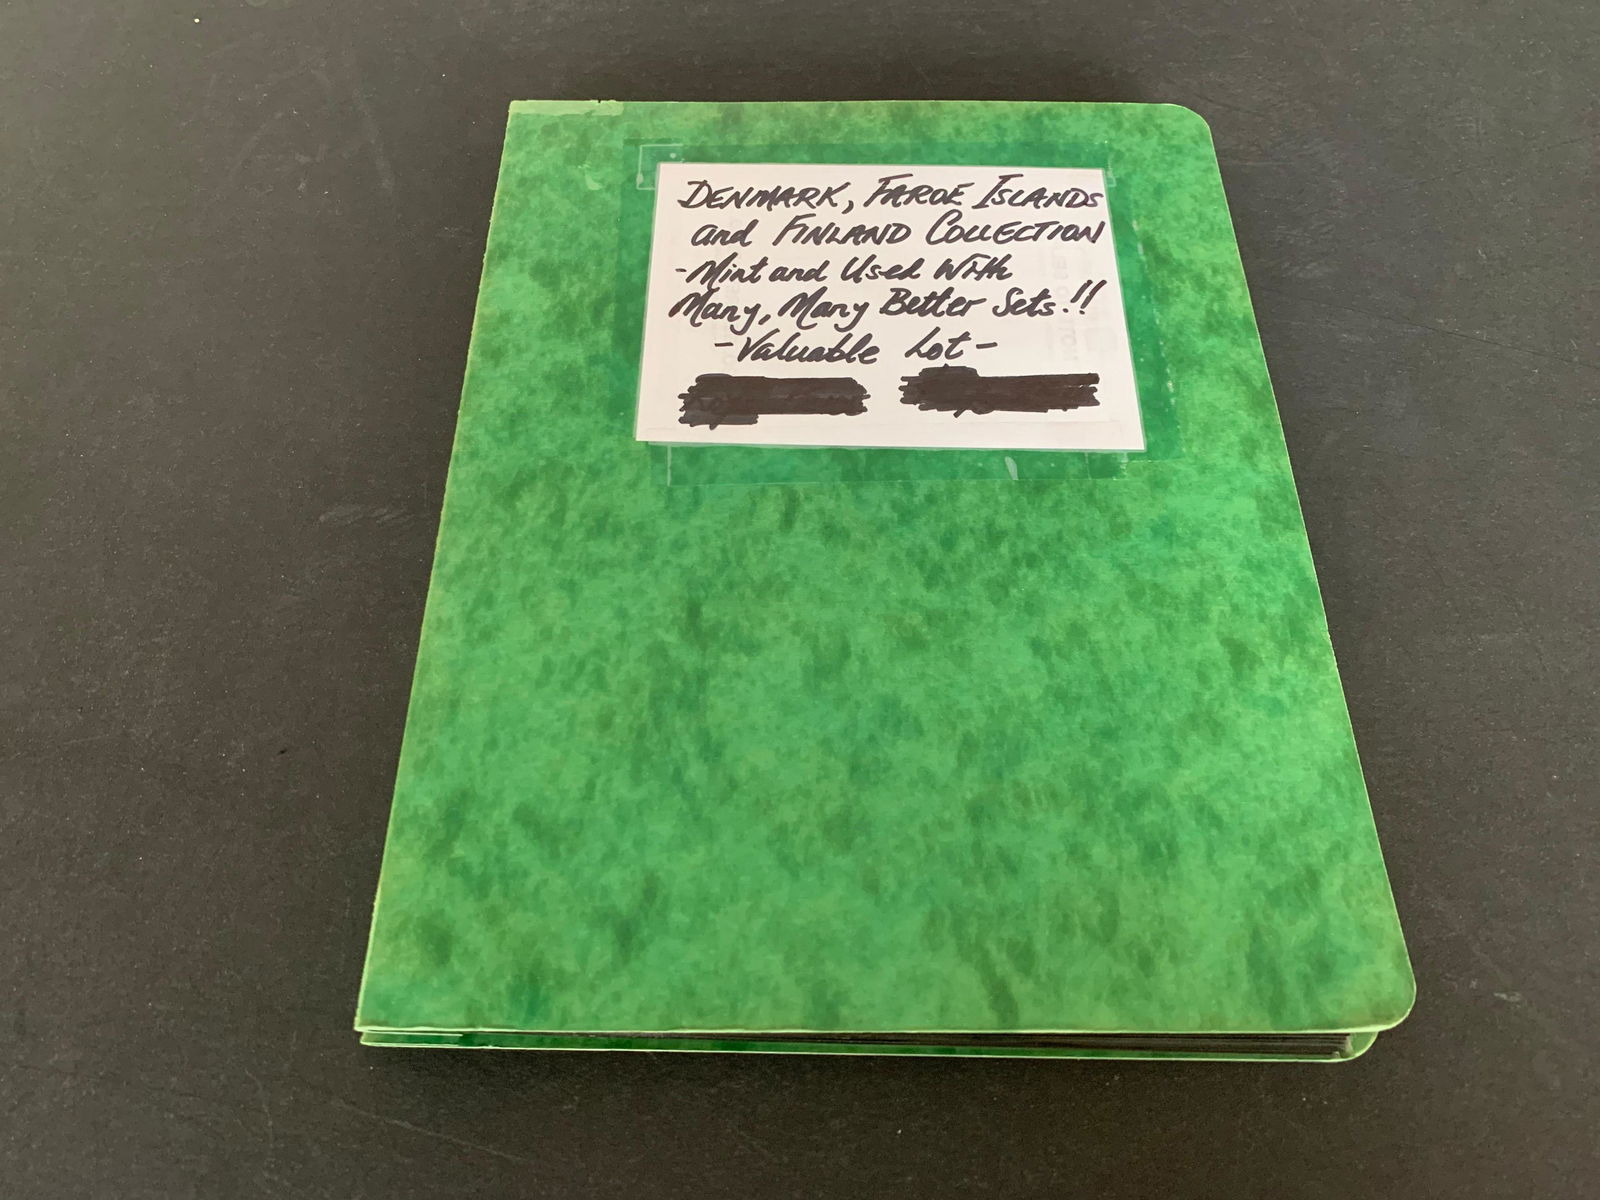 DENMARK, FAROE ISLANDS
and FINLAND COLLECTION
- Mint and Used With
Many, Many Better Sets.!!
- Valuable Lot -